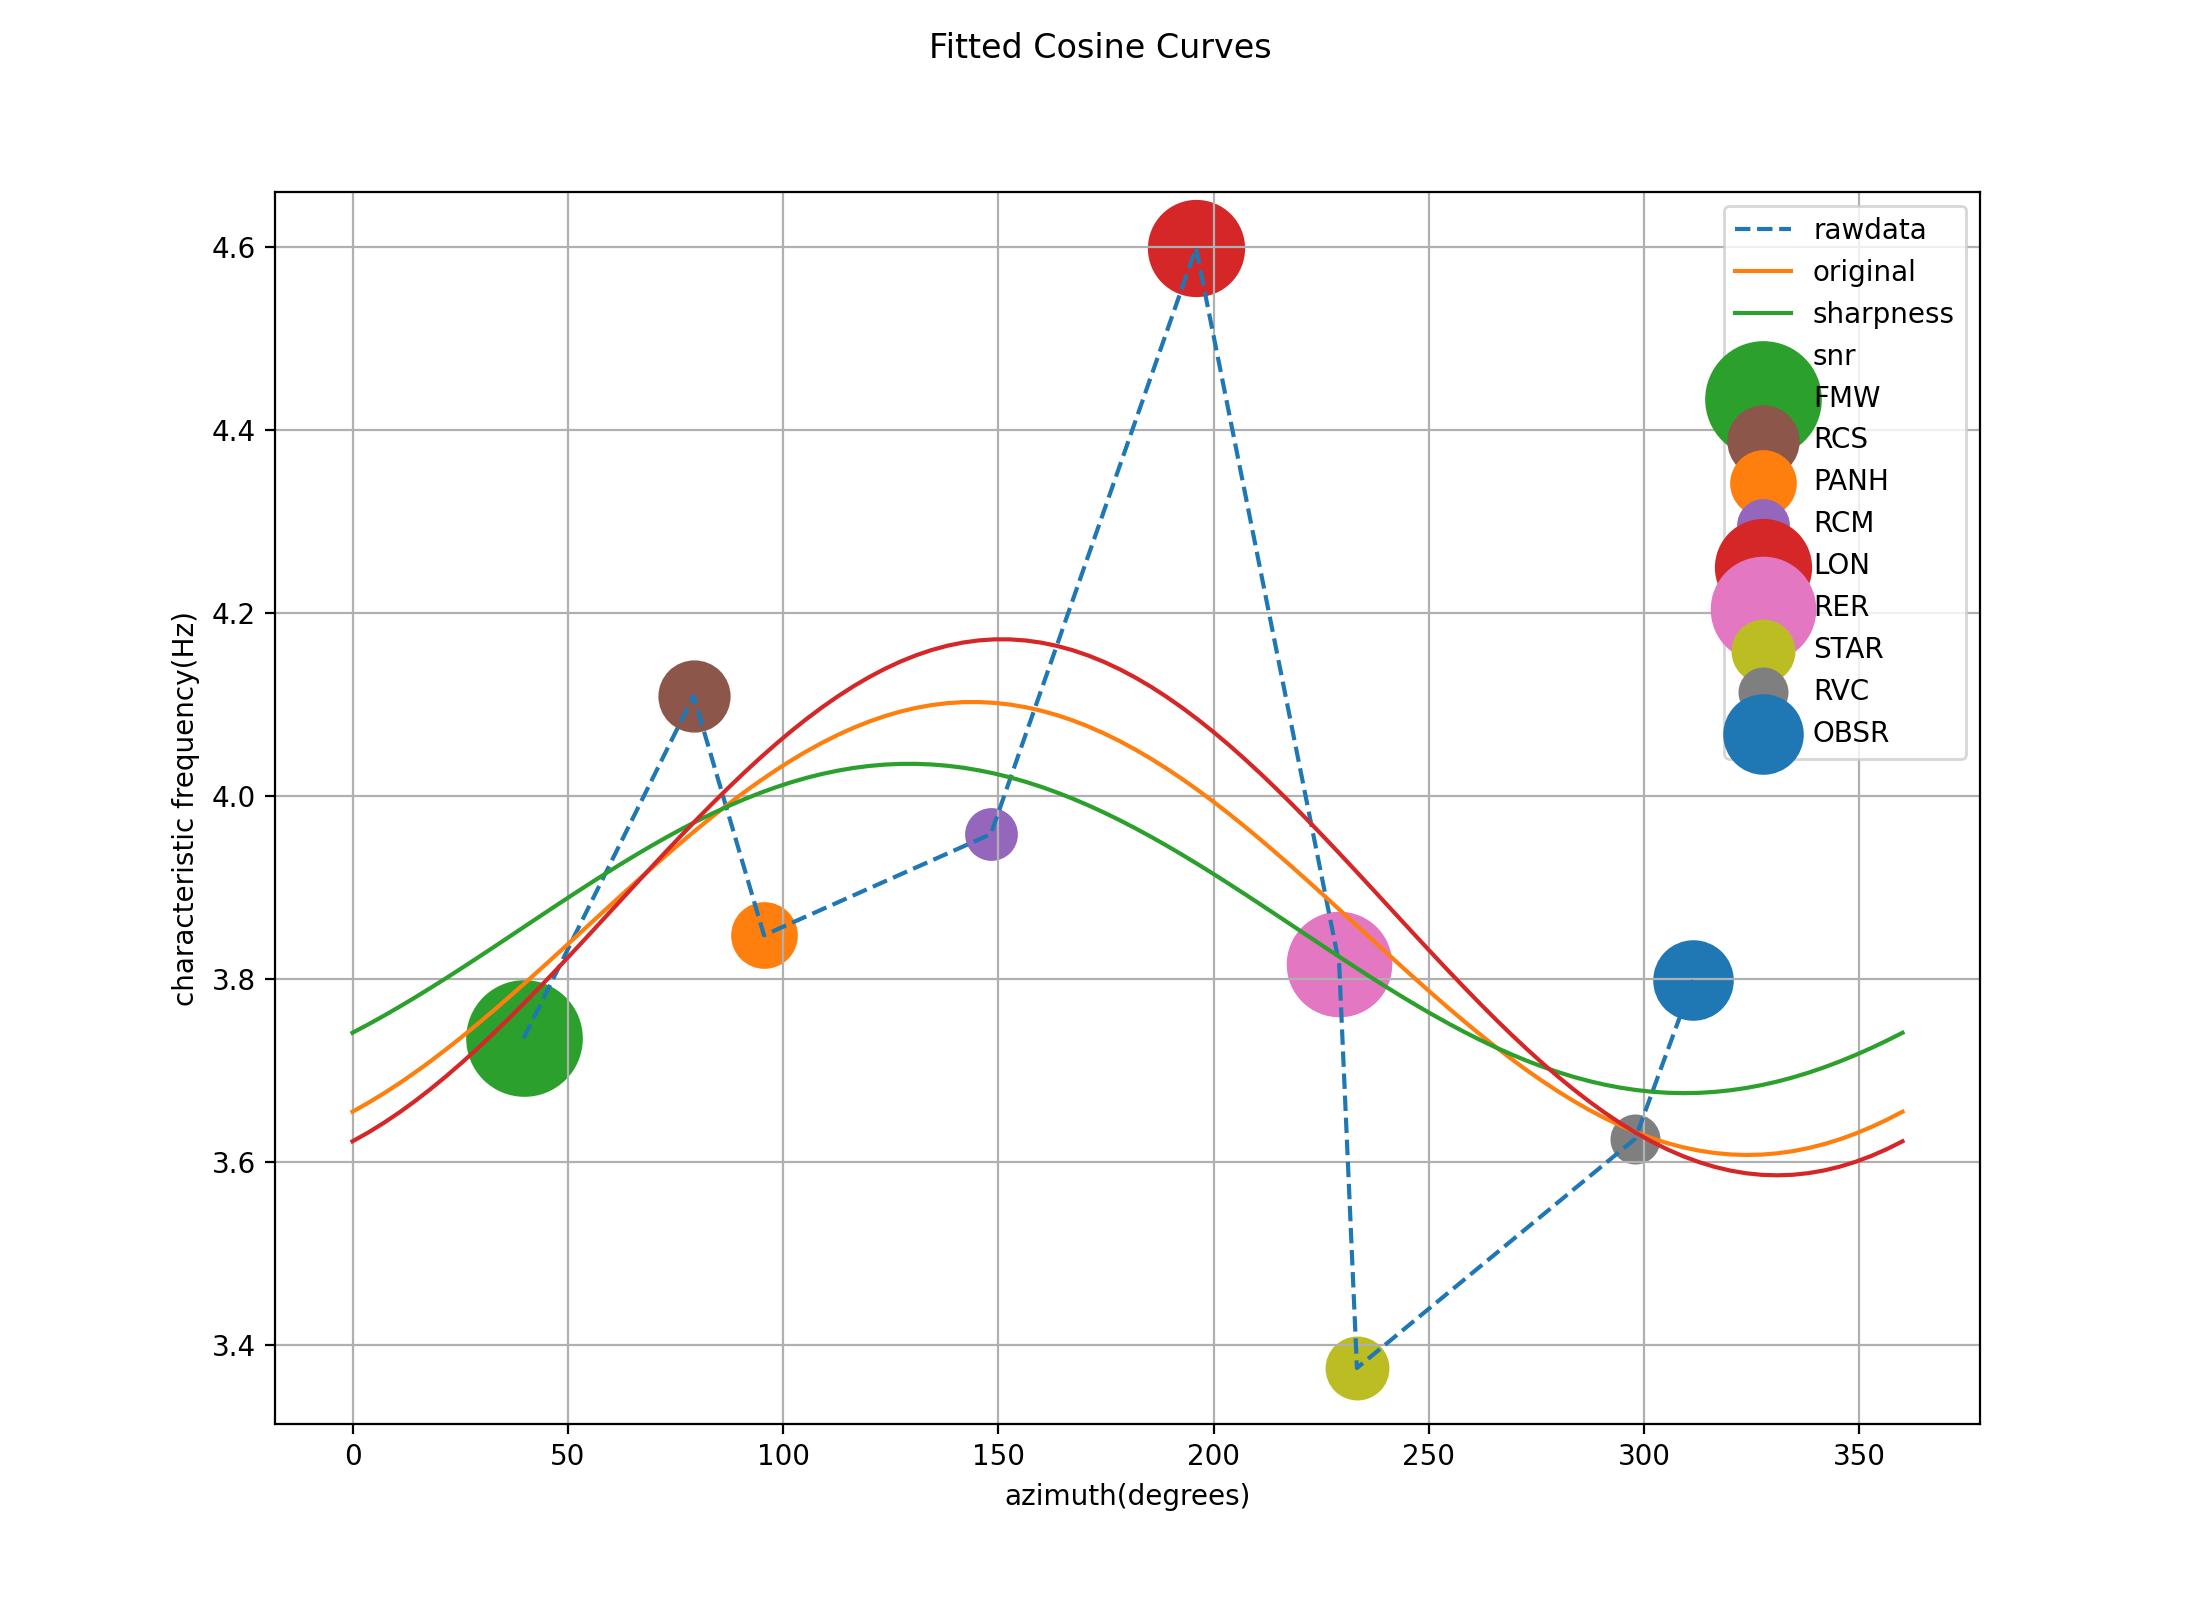 Fitted Cosine Curves
characteristic frequency(Hz)
4.6
4.4
4.2
4.0
3.8
3.6
3.4
0 50 100 150 200 250 300 350
azimuth(degrees)
rawdata
original
sharpness
snr
FMW
RCS
PANH
RCM
LON
RER
STAR
RVC
OBSR